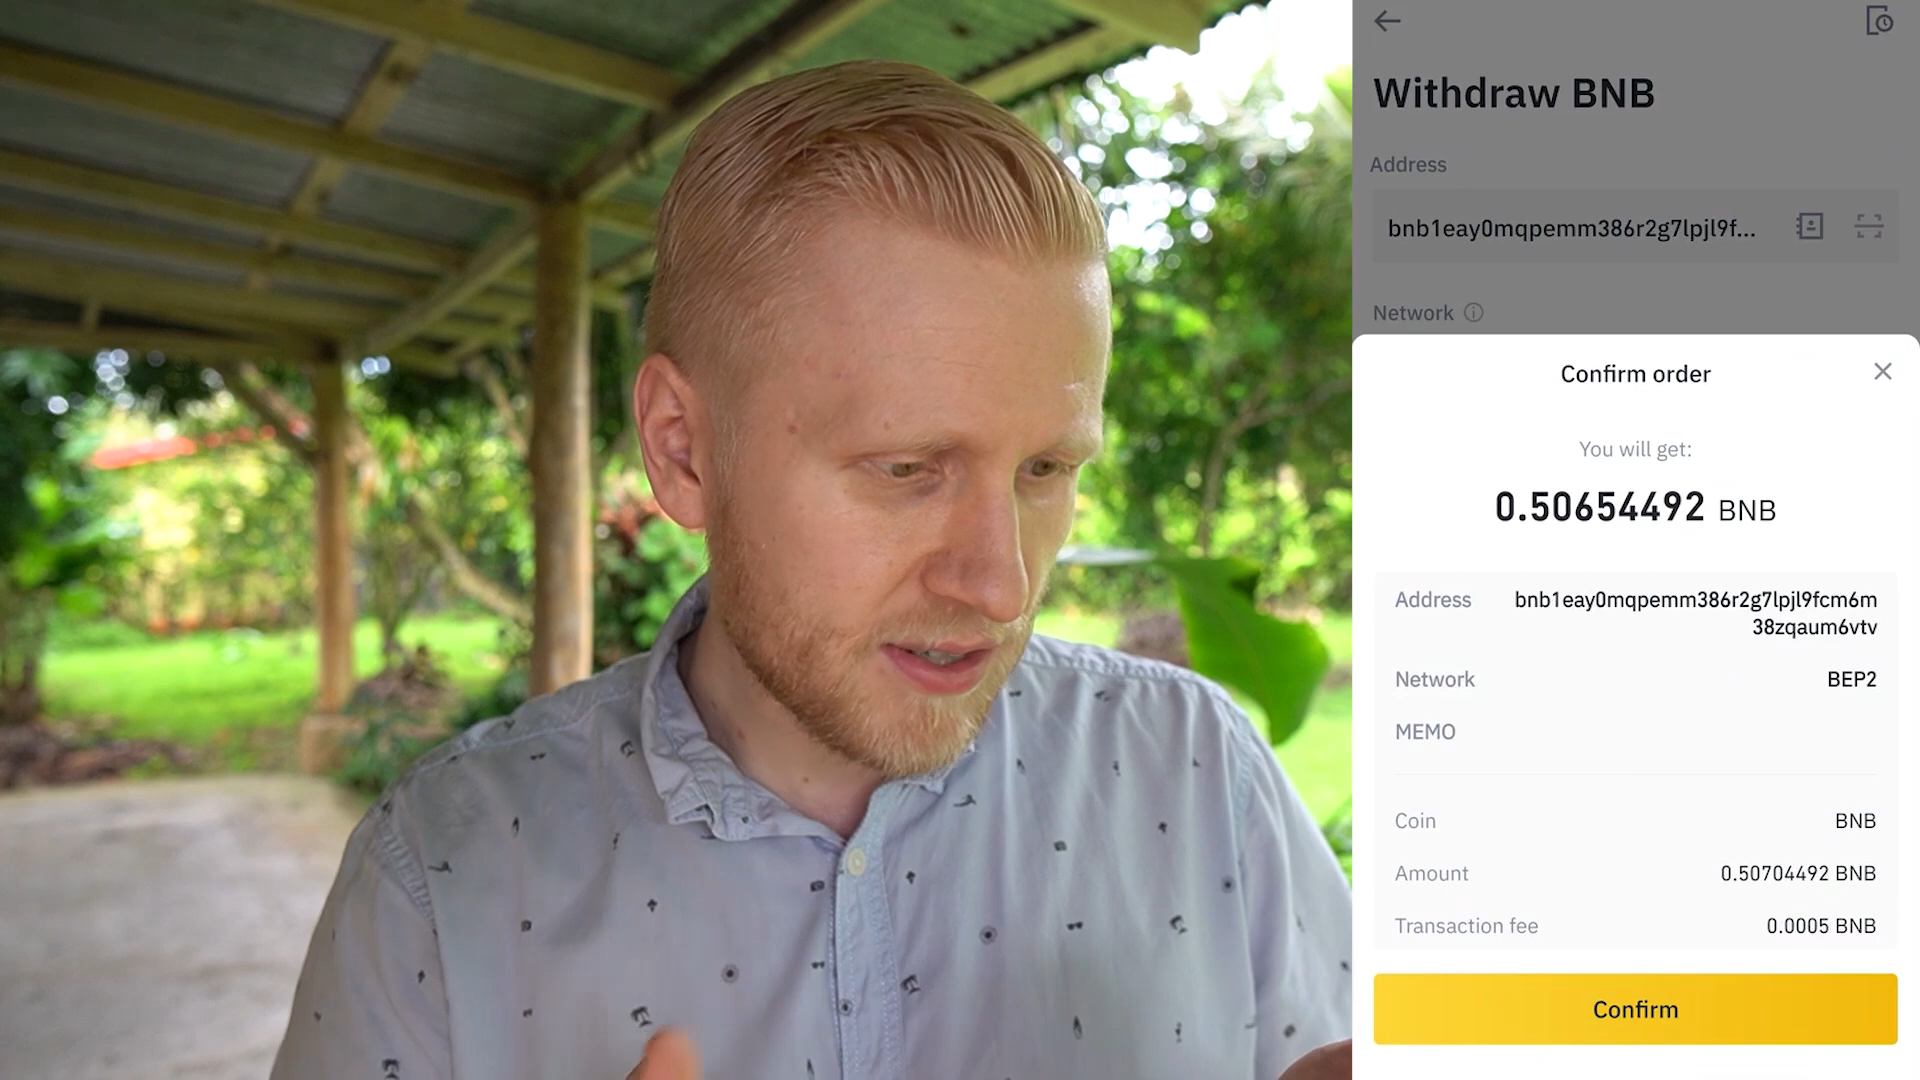 Withdraw BNB
Address
bnb1eay0mqpemm386r2g7lpjl9f...
Network
Confirm order
You will get:
0.50654492 BNB
Address bnb1eay0mqpemm386r2g7lpjl9fcm6m
38zqaum6vtv
Network BEP2
MEMO
Coin BNB
Amount 0.50704492 BNB
Transaction fee 0.0005 BNB
Confirm